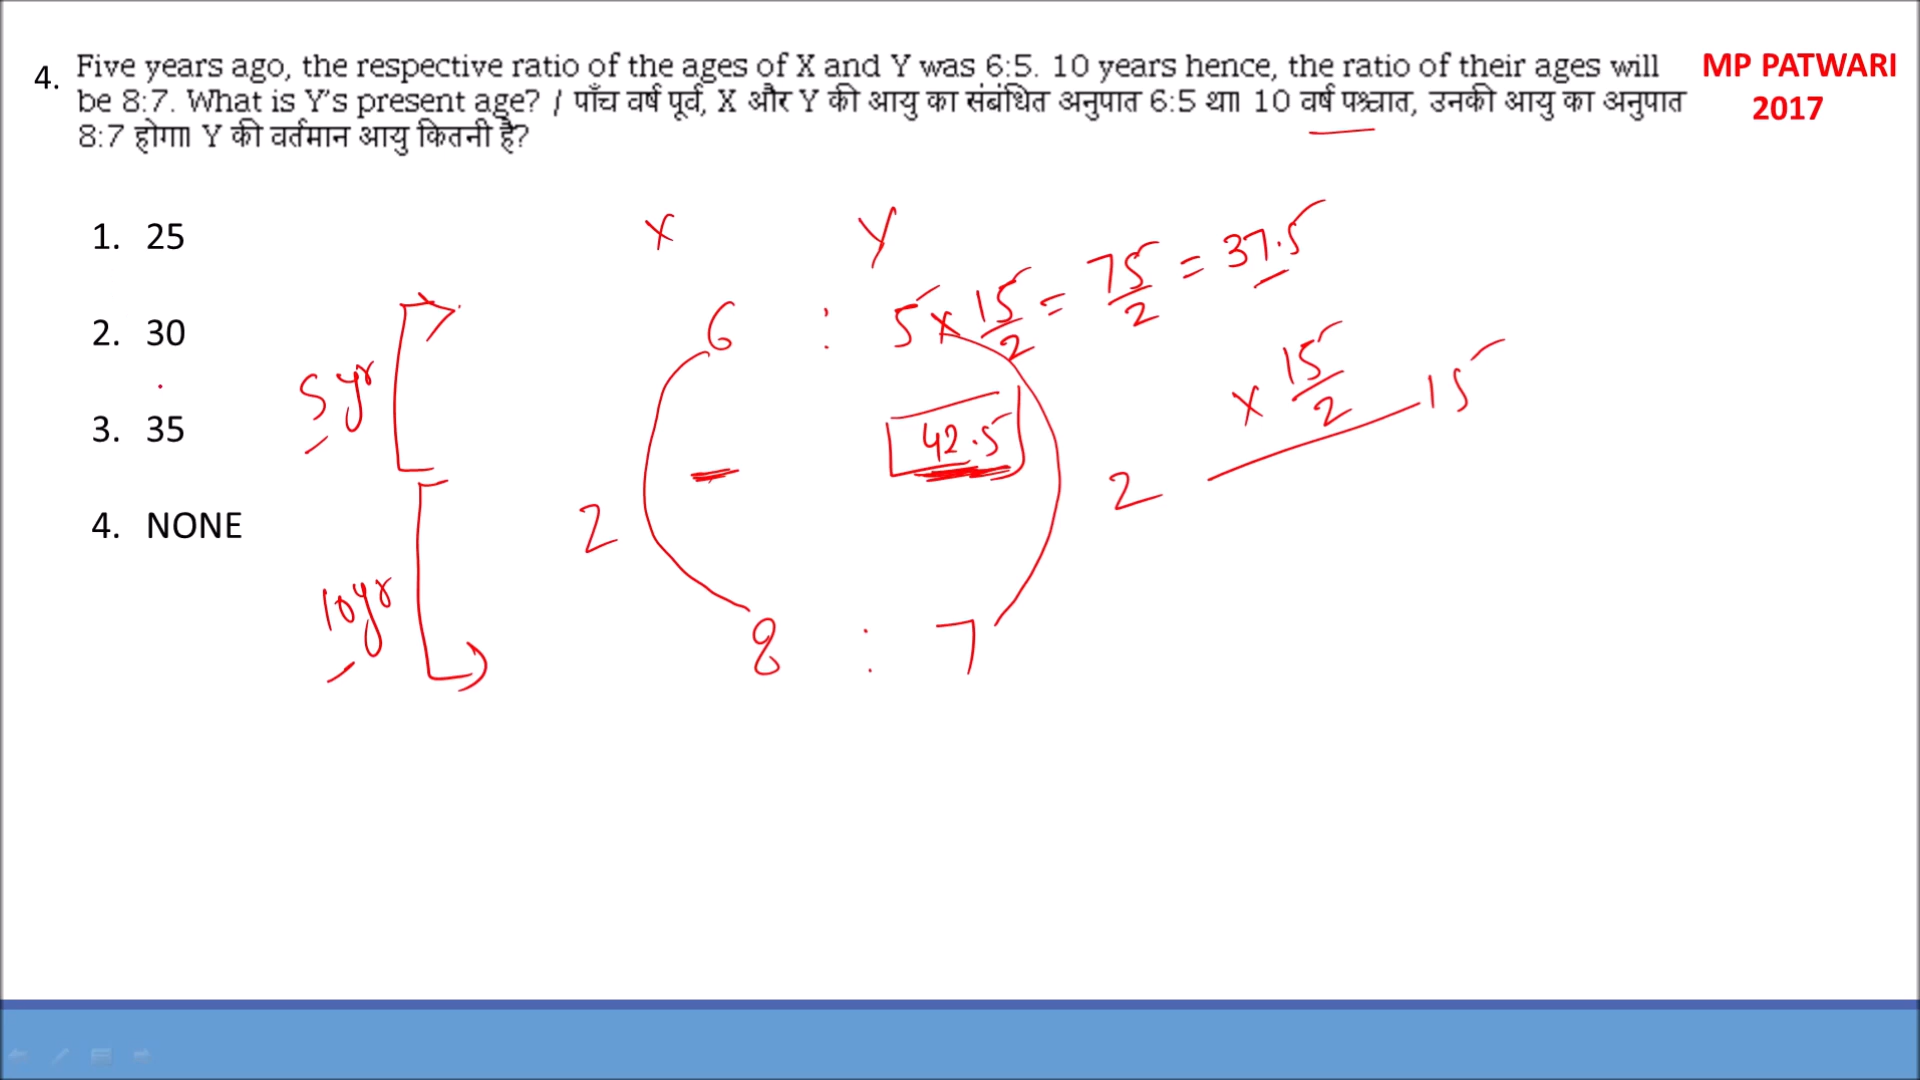 4. Five years ago, the respective ratio of the ages of X and Y was 6:5. 10 years hence, the ratio of their ages will
be 8:7. What is Y's present age? / पाँच वर्ष पूर्व, X और Y की आयु का संबंधित अनुपात 6:5 था। 10 वर्ष पश्चात, उनकी आयु का अनुपात
8:7 होगा। Y की वर्तमान आयु कितनी है?
MP PATWARI
2017
1. 25
2. 30
3. 35
4. NONE
X Y
6 : 5 × 15/2 = 75/2 = 37.5
× 15/2
15
5 yr
42.5
2
2
10yr
8 : 7